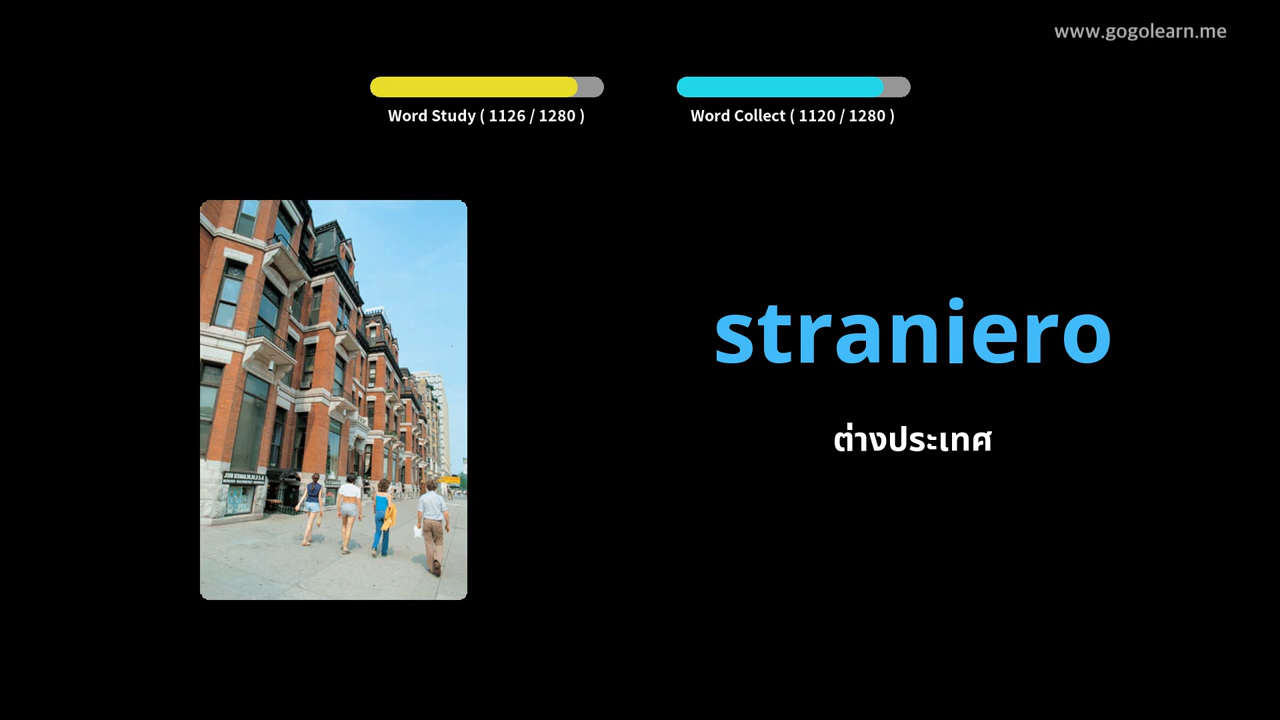 www.gogolearn.me
Word Study ( 1126 / 1280 )
Word Collect ( 1120 / 1280 )
straniero
ต่างประเทศ